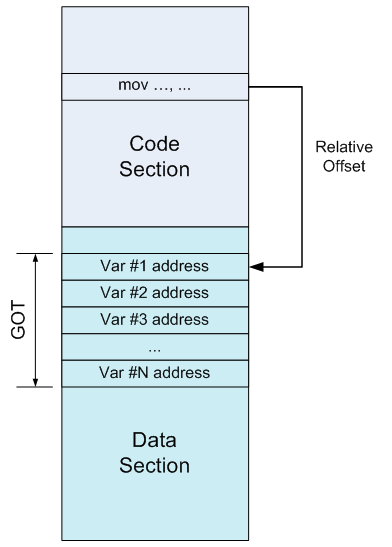 mov ..., ...
Code
Section
Relative
Offset
Var #1 address
Var #2 address
Var #3 address
...
Var #N address
GOT
Data
Section